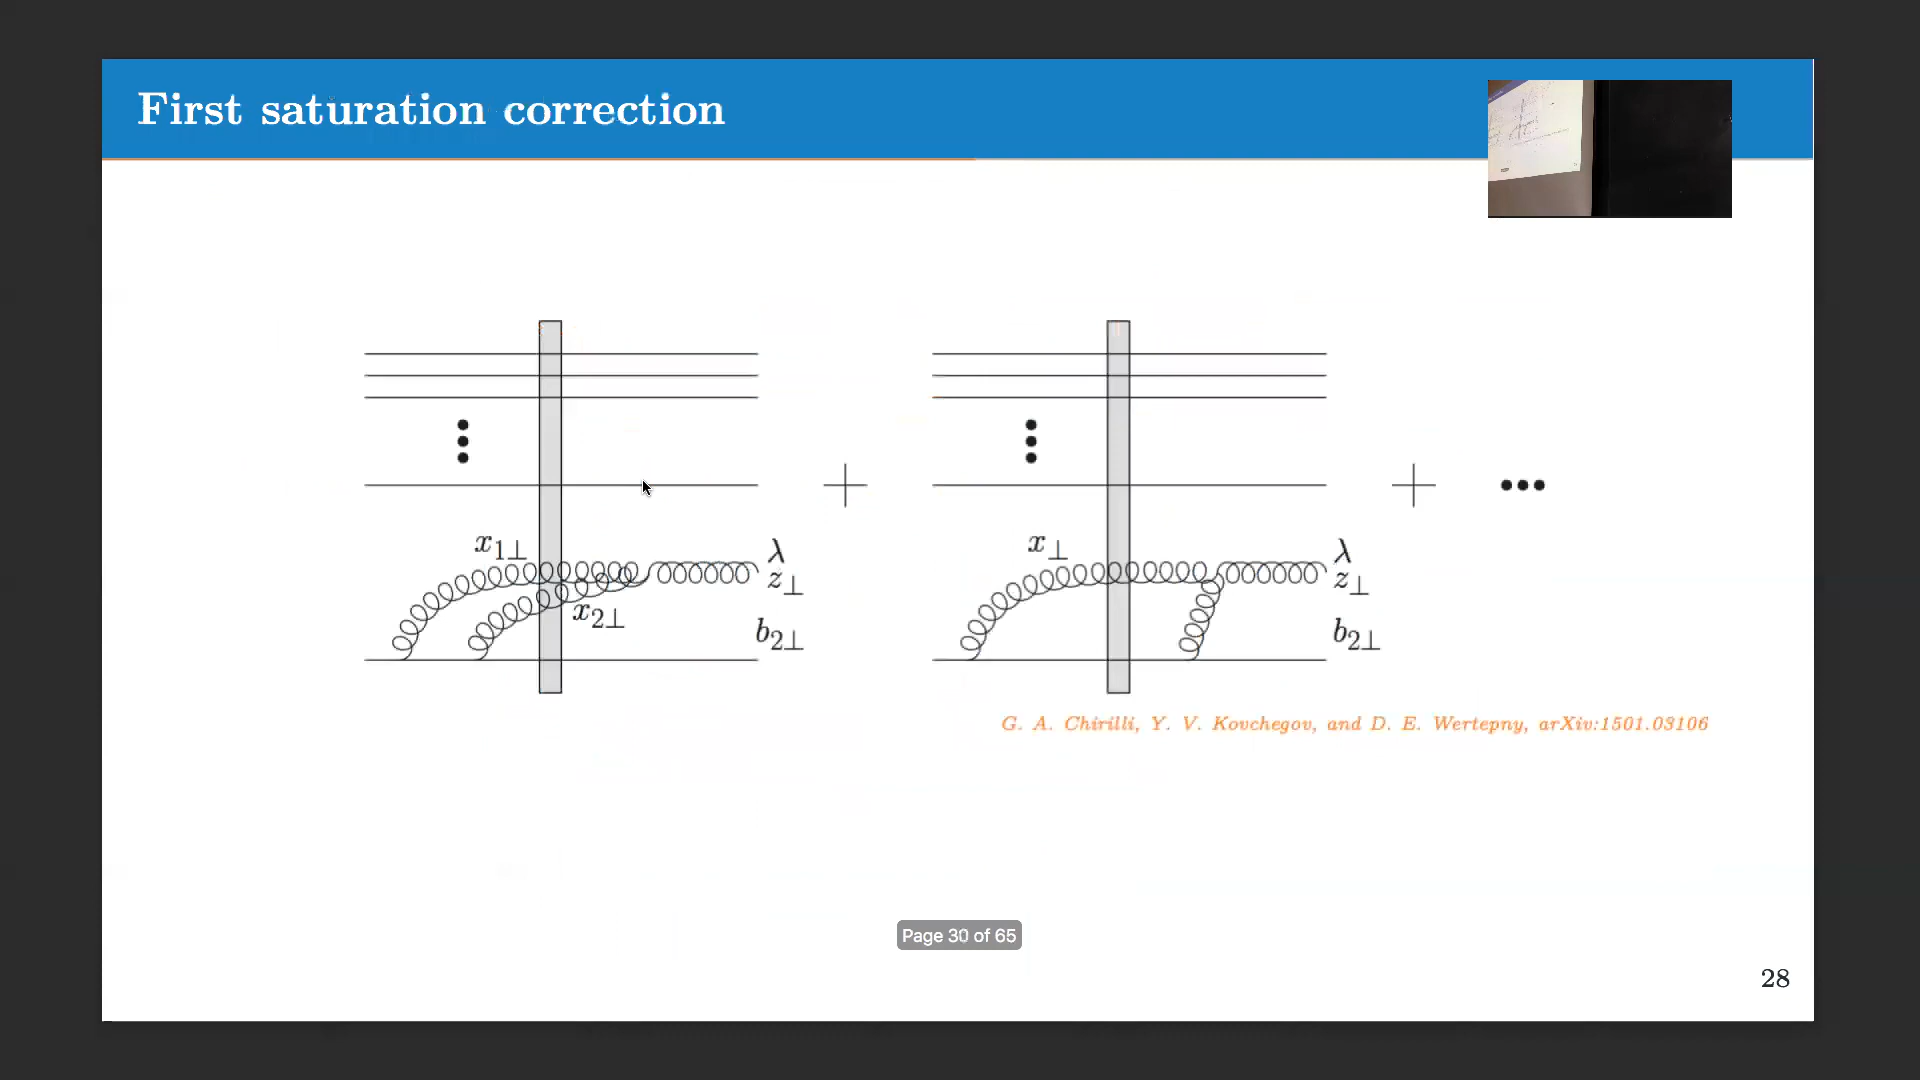 First saturation correction
x1⊥
x2⊥
λ
z⊥
b2⊥
+
x⊥
λ
z⊥
b2⊥
+ •••
G. A. Chirilli, Y. V. Kovchegov, and D. E. Wertepny, arXiv:1501.03106
Page 30 of 65
28